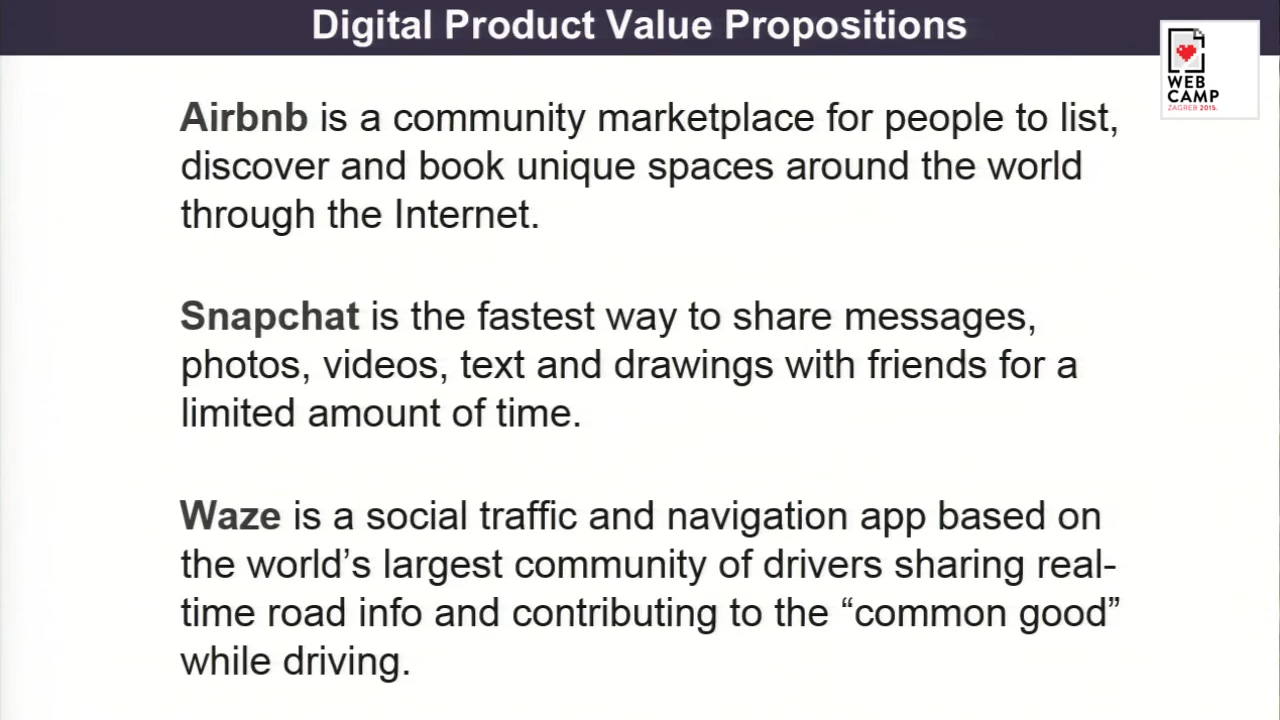 Digital Product Value Propositions
WEB
CAMP
ZAGREB 2015.
Airbnb is a community marketplace for people to list,
discover and book unique spaces around the world
through the Internet.
Snapchat is the fastest way to share messages,
photos, videos, text and drawings with friends for a
limited amount of time.
Waze is a social traffic and navigation app based on
the world’s largest community of drivers sharing real-
time road info and contributing to the “common good”
while driving.